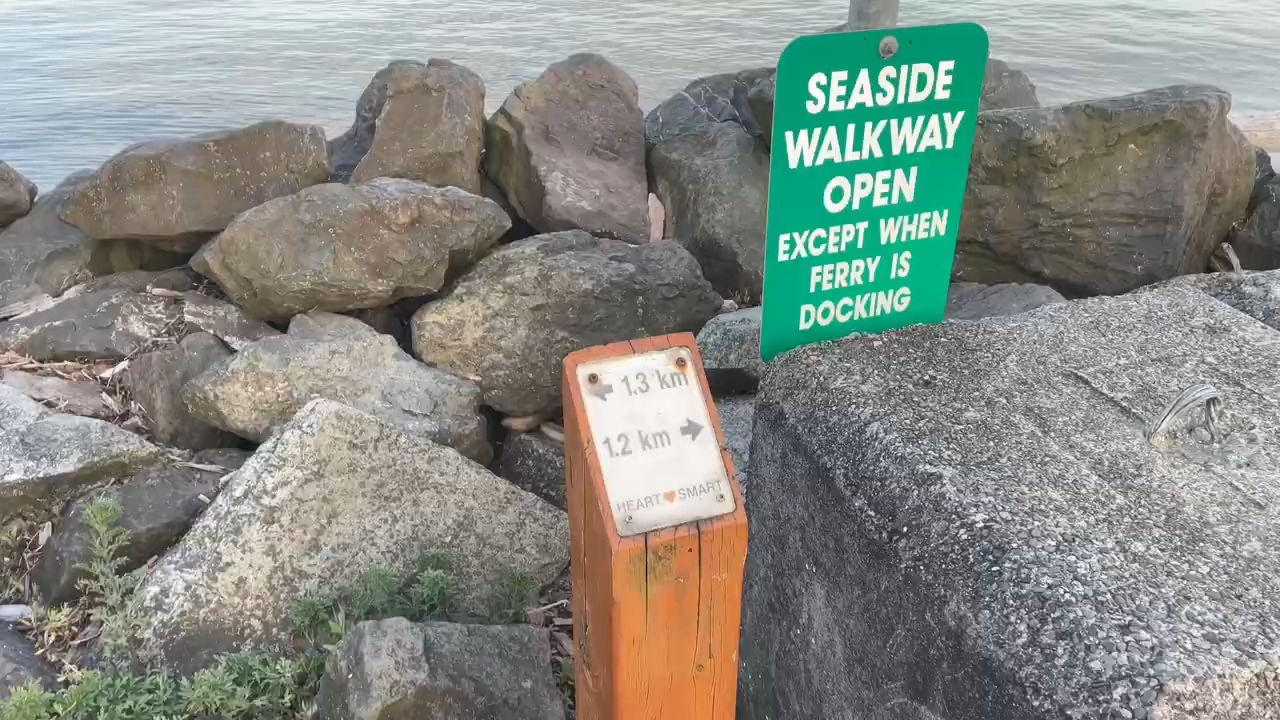 SEASIDE
WALKWAY
OPEN
EXCEPT WHEN
FERRY IS
DOCKING
1.3 km
1.2 km
HEART SMART